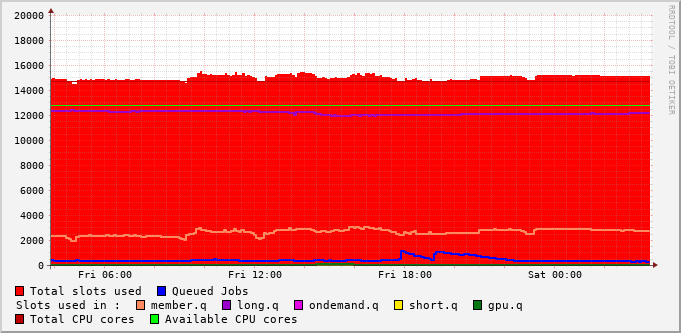 20000
18000
16000
14000
12000
10000
8000
6000
4000
2000
0
Fri 06:00 Fri 12:00 Fri 18:00 Sat 00:00
RRDTOOL / TOBI OETIKER
Total slots used Queued Jobs
Slots used in : member.q long.q ondemand.q short.q gpu.q
Total CPU cores Available CPU cores